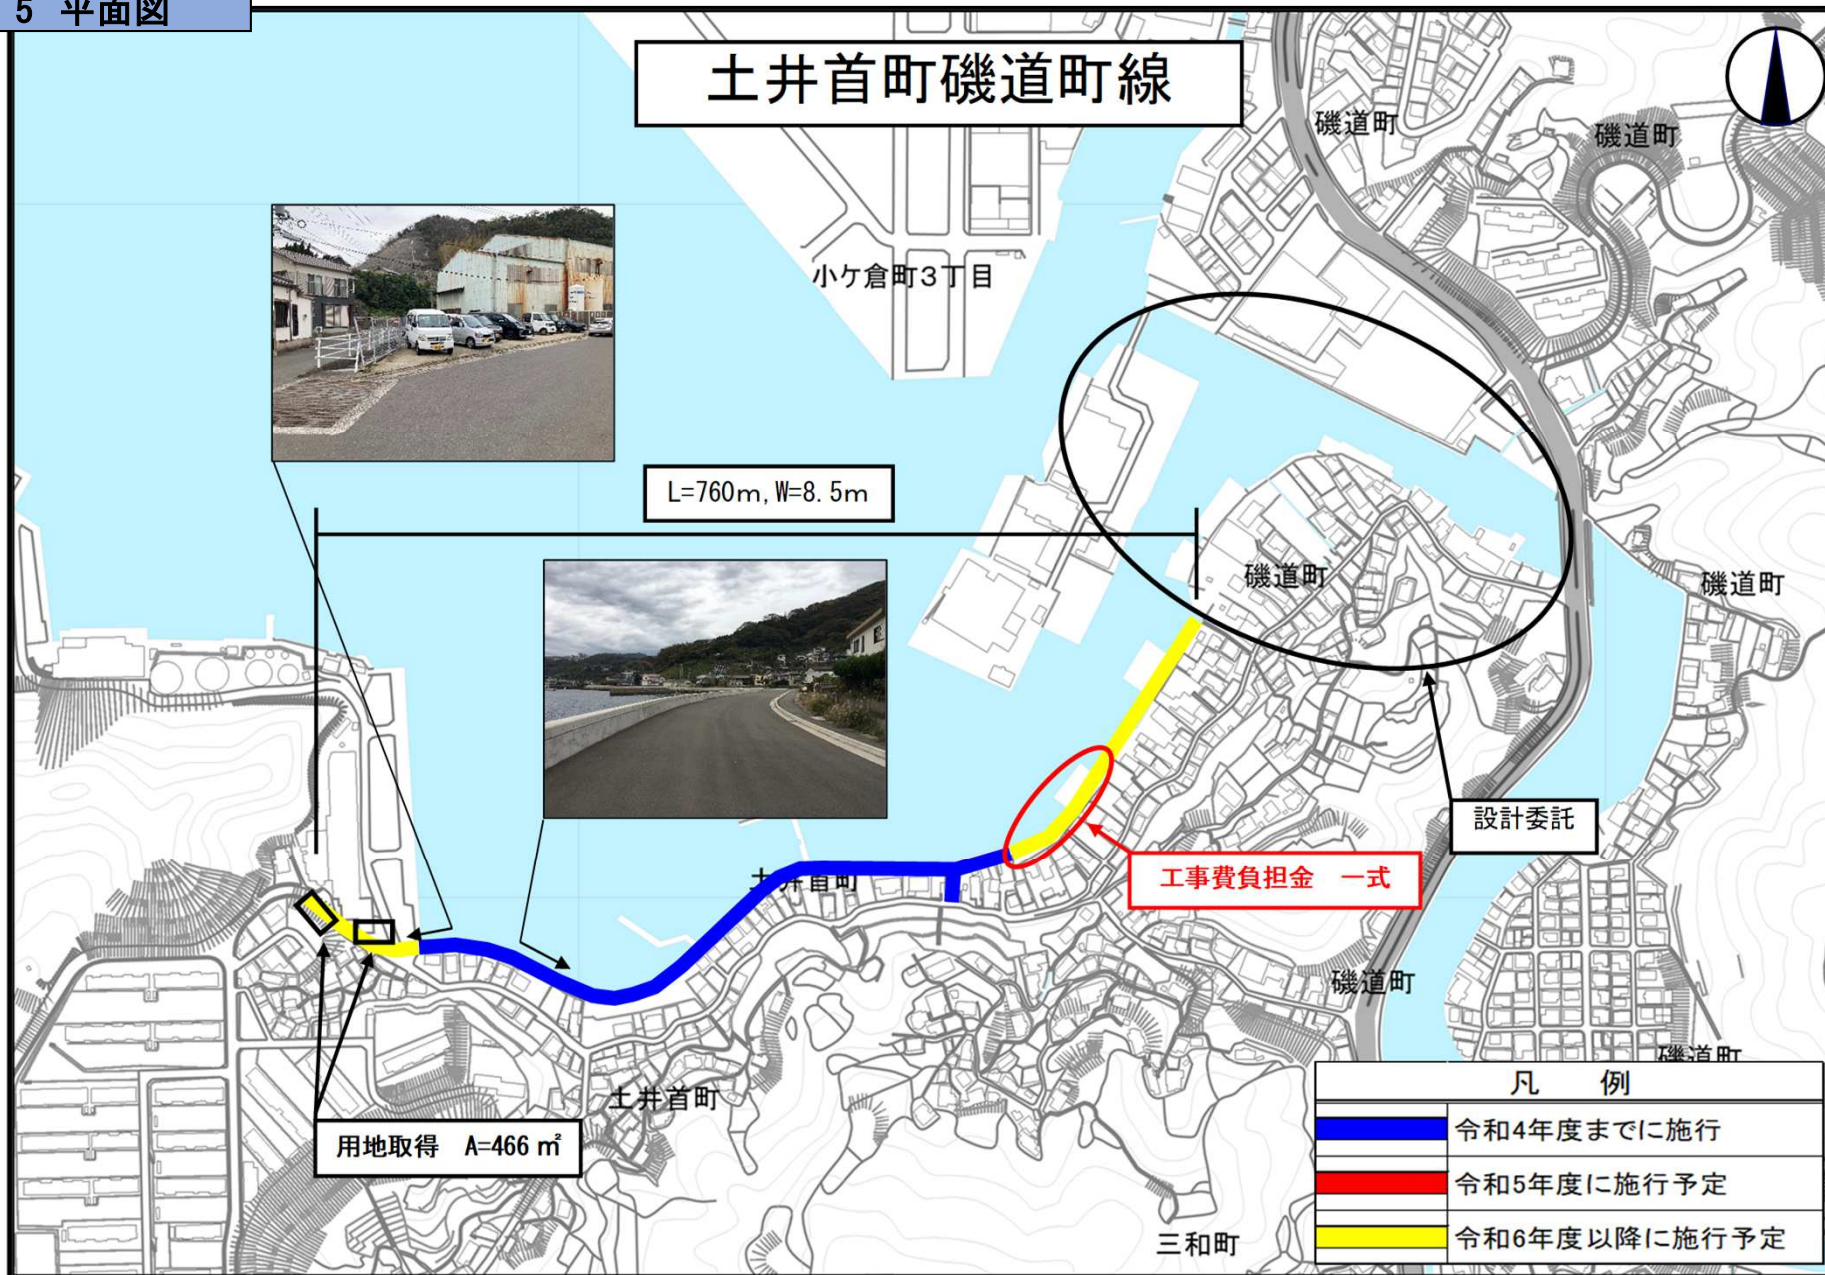 5 平面図
土井首町磯道町線
磯道町
磯道町
小ケ倉町3丁目
L=760m, W=8.5m
磯道町
磯道町
設計委託
工事費負担金 一式
土井首町
磯道町
磯道町
土井首町
用地取得 A=466 ㎡
三和町
凡 例
令和4年度までに施行
令和5年度に施行予定
令和6年度以降に施行予定